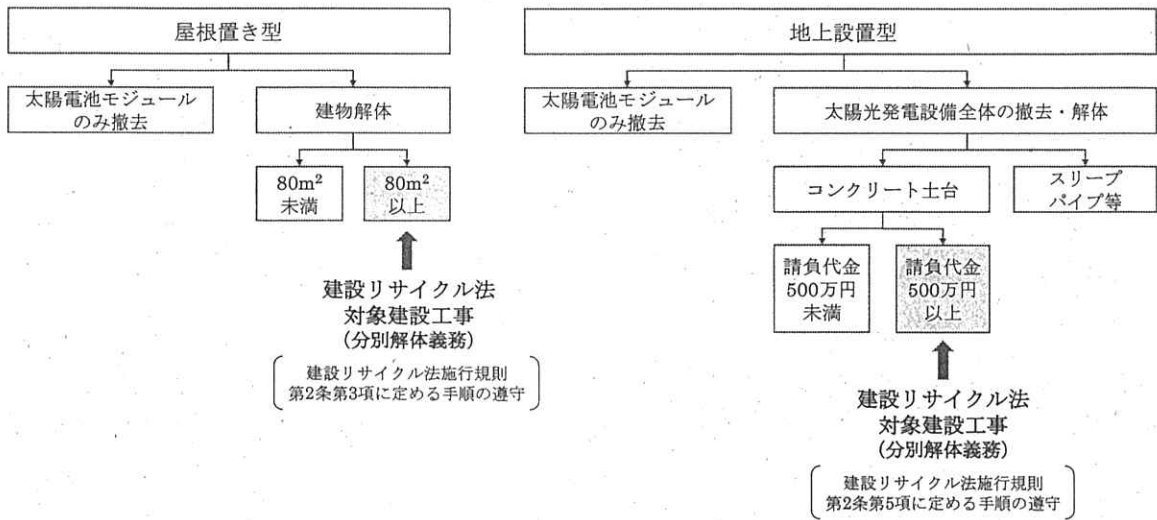 屋根置き型
太陽電池モジュール
のみ撤去
建物解体
80m²
未満
80m²
以上
建設リサイクル法
対象建設工事
(分別解体義務)
建設リサイクル法施行規則
第2条第3項に定める手順の遵守
地上設置型
太陽電池モジュール
のみ撤去
太陽光発電設備全体の撤去・解体
コンクリート土台
スリーブ
パイプ等
請負代金
500万円
未満
請負代金
500万円
以上
建設リサイクル法
対象建設工事
(分別解体義務)
建設リサイクル法施行規則
第2条第5項に定める手順の遵守